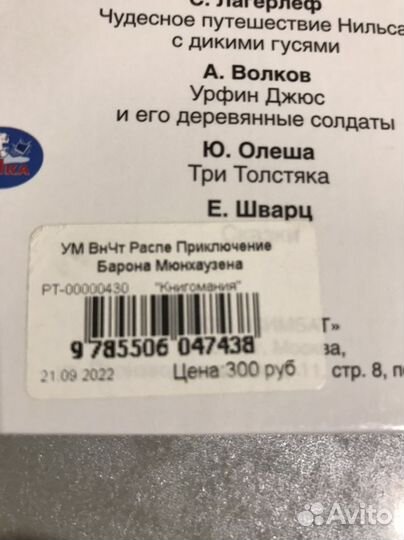 С. Лагерлеф
Чудесное путешествие Нильса
с дикими гусями
А. Волков
Урфин Джюс
и его деревянные солдаты
Ю. Олеша
Три Толстяка
Е. Шварц
Сказки
УМ ВнЧт Распе Приключение
Барона Мюнхаузена
РТ-00000430 "Книгомания"
9 785506 047438
21.09.2022 Цена 300 руб
стр. 8, п
Avito